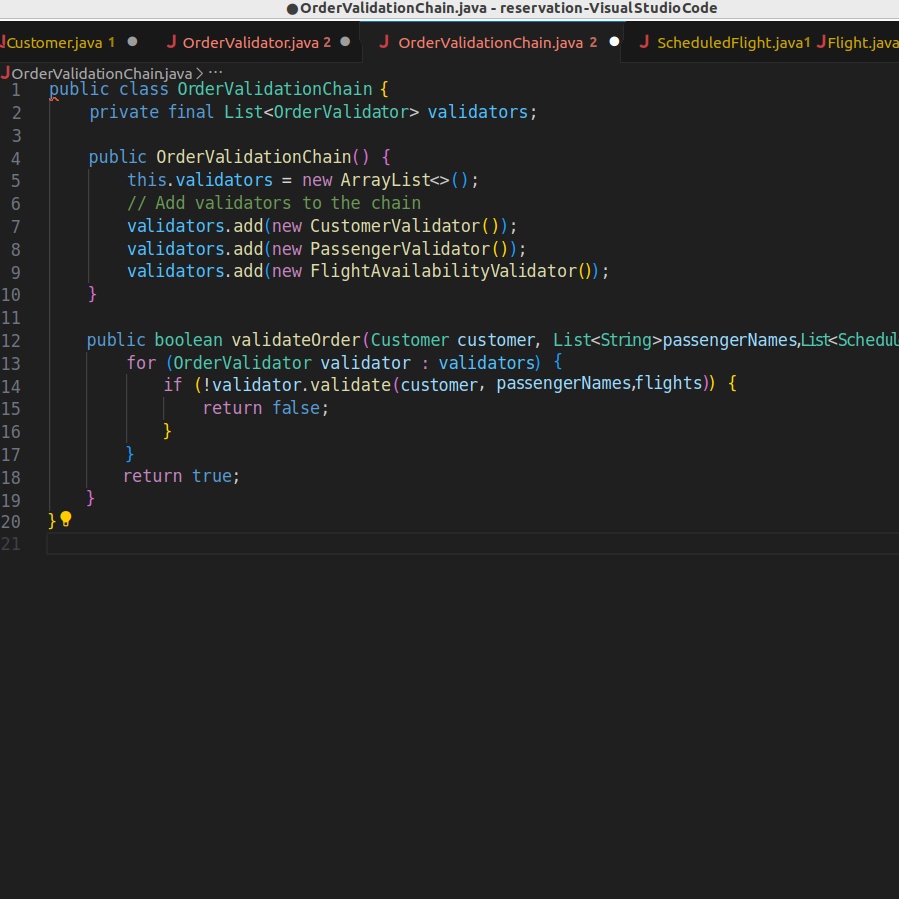 ●OrderValidationChain.java - reservation-VisualStudioCode
Customer.java 1 ● OrderValidator.java 2 ● OrderValidationChain.java 2 ● ScheduledFlight.java1 Flight.java
OrderValidationChain.java > ...
1 public class OrderValidationChain {
2 private final List<OrderValidator> validators;
3
4 public OrderValidationChain() {
5 this.validators = new ArrayList<>();
6 // Add validators to the chain
7 validators.add(new CustomerValidator());
8 validators.add(new PassengerValidator());
9 validators.add(new FlightAvailabilityValidator());
10 }
11
12 public boolean validateOrder(Customer customer, List<String>passengerNames,List<Schedul
13 for (OrderValidator validator : validators) {
14 if (!validator.validate(customer, passengerNames,flights)) {
15 return false;
16 }
17 }
18 return true;
19 }
20 }
21